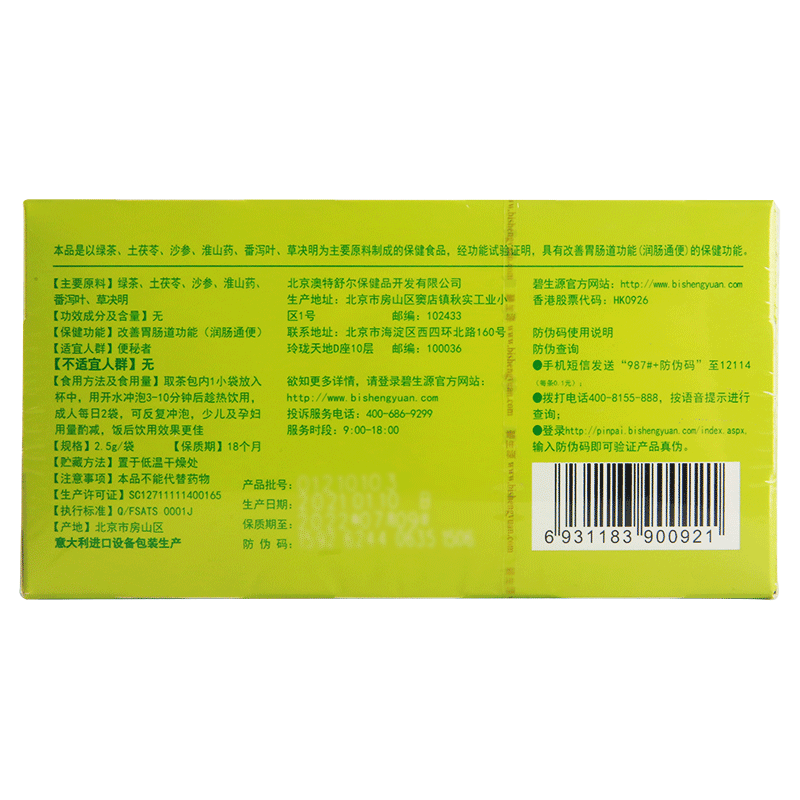 本品是以绿茶、土茯苓、沙参、淮山药、番泻叶、草决明为主要原料制成的保健食品，经功能试验证明，具有改善胃肠道功能(润肠通便)的保健功能。
【主要原料】绿茶、土茯苓、沙参、淮山药、
番泻叶、草决明
【功效成分及含量】无
【保健功能】改善胃肠道功能（润肠通便）
【适宜人群】便秘者
【不适宜人群】无
【食用方法及食用量】取茶包内1小袋放入
杯中，用开水冲泡3-10分钟后趁热饮用，
成人每日2袋，可反复冲泡，少儿及孕妇
用量酌减，饭后饮用效果更佳
【规格】2.5g/袋 【保质期】18个月
【贮藏方法】置于低温干燥处
【注意事项】本品不能代替药物
【生产许可证】SC12711111400165
【执行标准】Q/FSATS 0001J
【产地】北京市房山区
意大利进口设备包装生产
北京澳特舒尔保健品开发有限公司
生产地址：北京市房山区窦店镇秋实工业小
区1号 邮编：102433
联系地址：北京市海淀区西四环北路160号
玲珑天地D座10层 邮编：100036
欲知更多详情，请登录碧生源官方网站：
http://www.bishengyuan.com
投诉服务电话：400-686-9299
服务时段：9:00-18:00
产品批号：
生产日期：
保质期至：
防伪码：
碧生源官方网站：http://www.bishengyuan.com
香港股票代码：HK0926
防伪码使用说明
防伪查询
●手机短信发送“987#+防伪码”至12114
（每条0.1元）；
●拨打电话400-8155-888，按语音提示进行
查询；
●登录http://pinpai.bishengyuan.com/index.aspx，
输入防伪码即可验证产品真伪。
6 931183 900921
www.bishengyuan.com